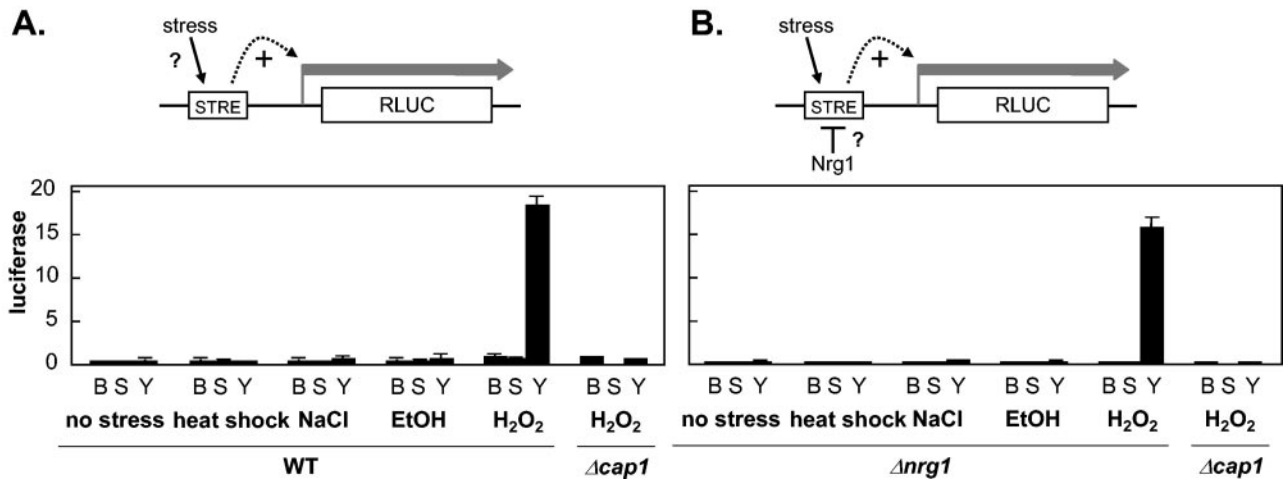 A.
stress
?
+
STRE
RLUC
B.
stress
+
STRE
RLUC
?
Nrg1
luciferase
20
15
10
5
0
B S Y B S Y B S Y B S Y B S Y B S Y
no stress heat shock NaCl EtOH H₂O₂ H₂O₂
WT Δcap1
B S Y B S Y B S Y B S Y B S Y B S Y
no stress heat shock NaCl EtOH H₂O₂ H₂O₂
Δnrg1 Δcap1